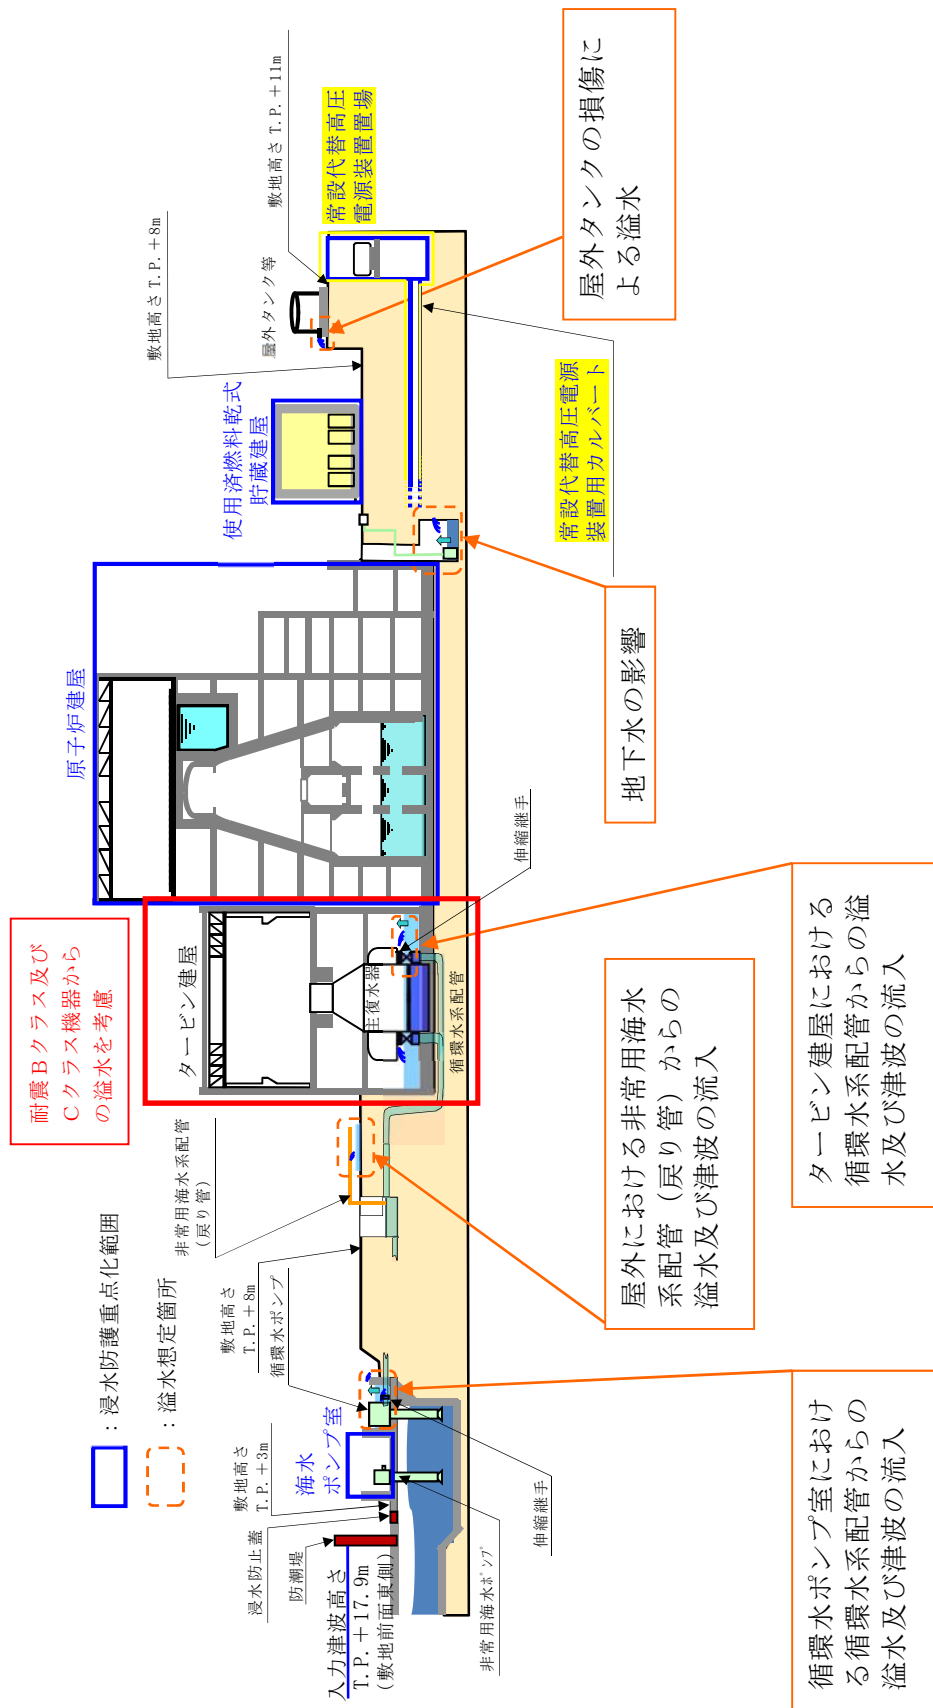 ：浸水防護重点化範囲
：溢水想定箇所
耐震Bクラス及び
Cクラス機器から
の溢水を考慮
入力津波高さ
T.P.＋17.9m
（敷地前面東側）
防潮堤
浸水防止蓋
敷地高さ
T.P.＋3m
海水
ポンプ室
非常用海水ﾎﾟﾝﾌﾟ
伸縮継手
循環水ポンプ
敷地高さ
T.P.＋8m
非常用海水系配管
（戻り管）
タービン建屋
主復水器
循環水系配管
伸縮継手
原子炉建屋
使用済燃料乾式
貯蔵建屋
敷地高さT.P.＋8m
屋外タンク等
敷地高さT.P.＋11m
常設代替高圧
電源装置置場
常設代替高圧電源
装置用カルバート
循環水ポンプ室におけ
る循環水系配管からの
溢水及び津波の流入
屋外における非常用海水
系配管（戻り管）からの
溢水及び津波の流入
タービン建屋における
循環水系配管からの溢
水及び津波の流入
地下水の影響
屋外タンクの損傷に
よる溢水